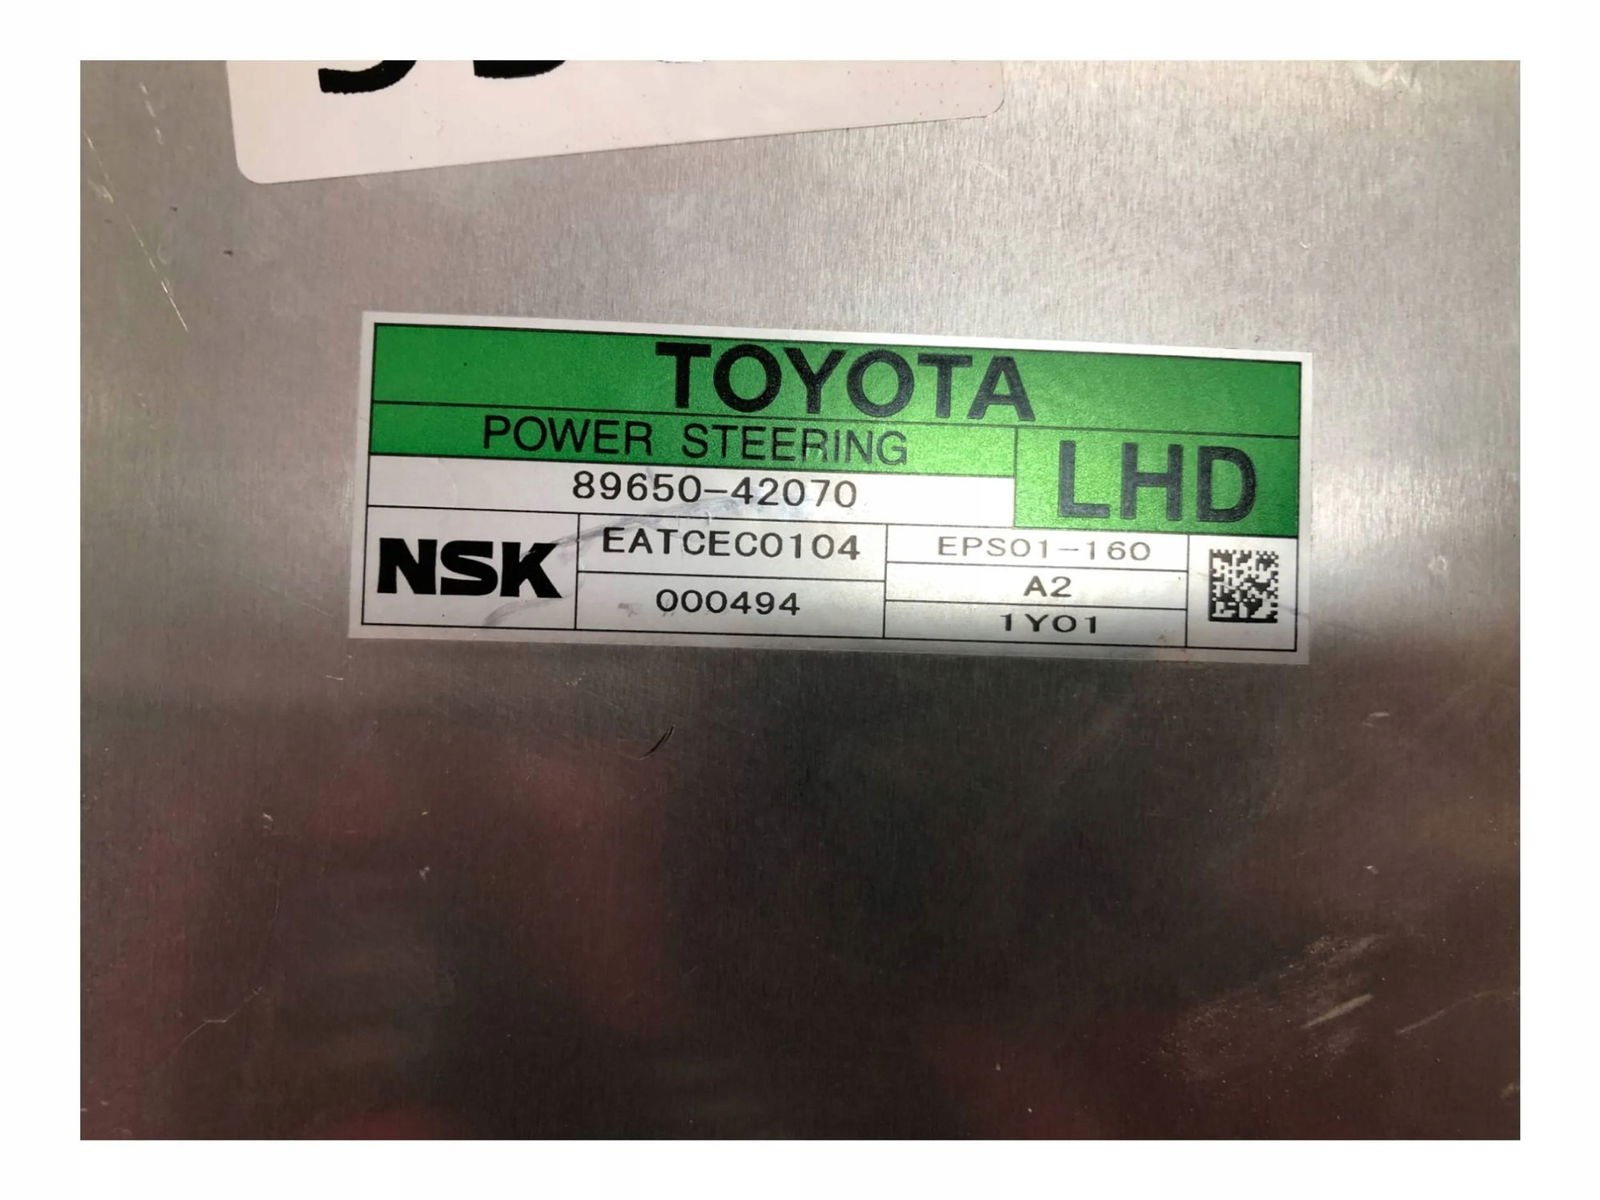 TOYOTA
POWER STEERING
LHD
89650-42070
NSK
EATCEC0104
EPS01-160
A2
000494
1Y01